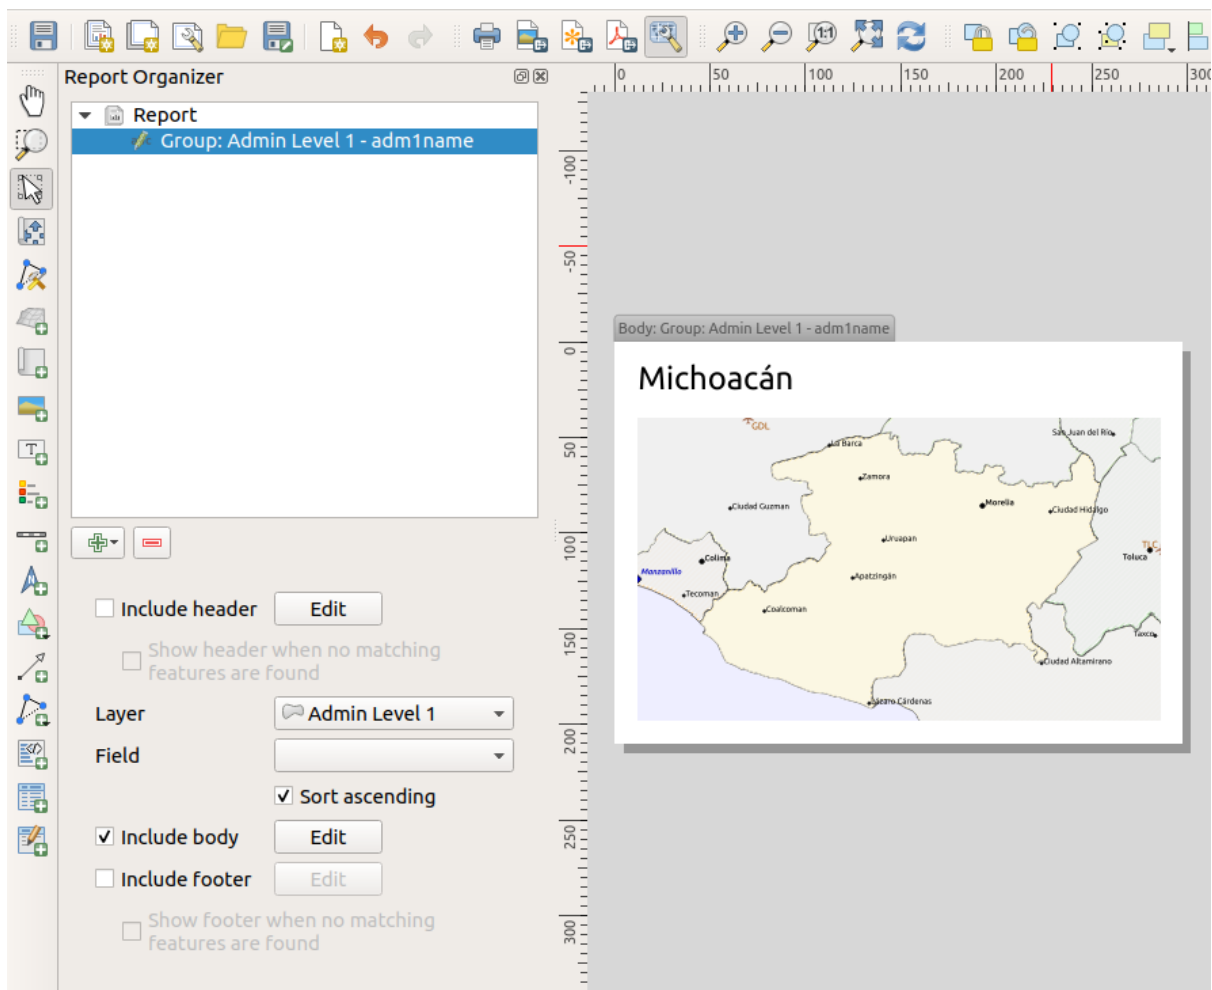 Report Organizer
Report
Group: Admin Level 1 - adm1name
Include header
Edit
Show header when no matching
features are found
Layer
Admin Level 1
Field
Sort ascending
Include body
Edit
Include footer
Edit
Show footer when no matching
features are found
1:1
0
50
100
150
200
250
300
-100
-50
0
50
100
150
200
250
300
Body: Group: Admin Level 1 - adm1name
Michoacán
GDL
La Barca
San Juan del Rio
Zamora
Ciudad Guzman
Morelia
Ciudad Hidalgo
Uruapan
Colima
TLC
Toluca
Manzanillo
Apatzingán
Tecoman
Coalcoman
Taxco
Ciudad Altamirano
Lázaro Cárdenas